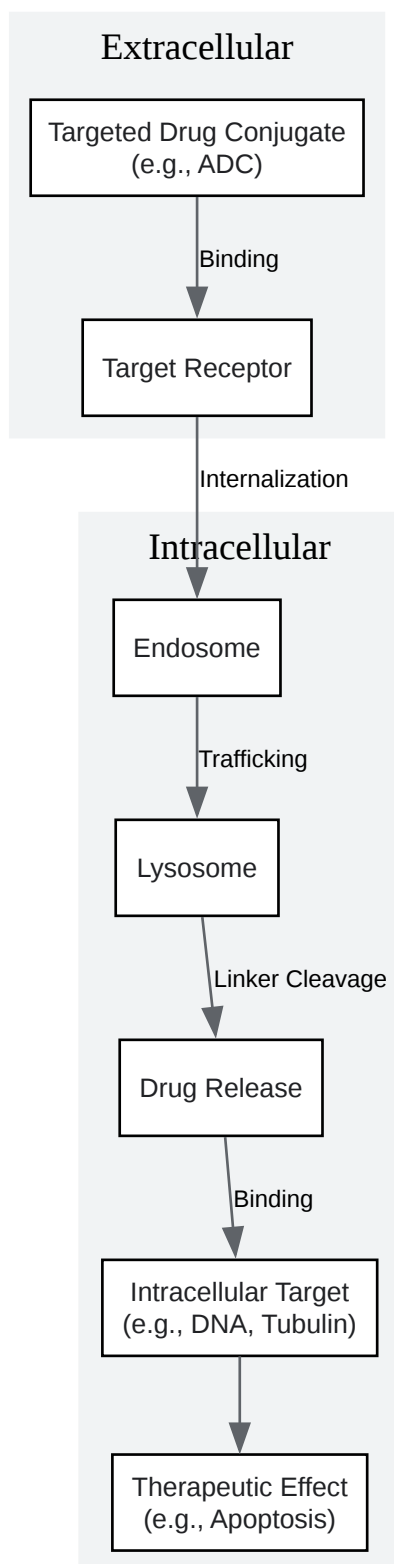 Extracellular
Targeted Drug Conjugate
(e.g., ADC)
Binding
Target Receptor
Internalization
Intracellular
Endosome
Trafficking
Lysosome
Linker Cleavage
Drug Release
Binding
Intracellular Target
(e.g., DNA, Tubulin)
Therapeutic Effect
(e.g., Apoptosis)